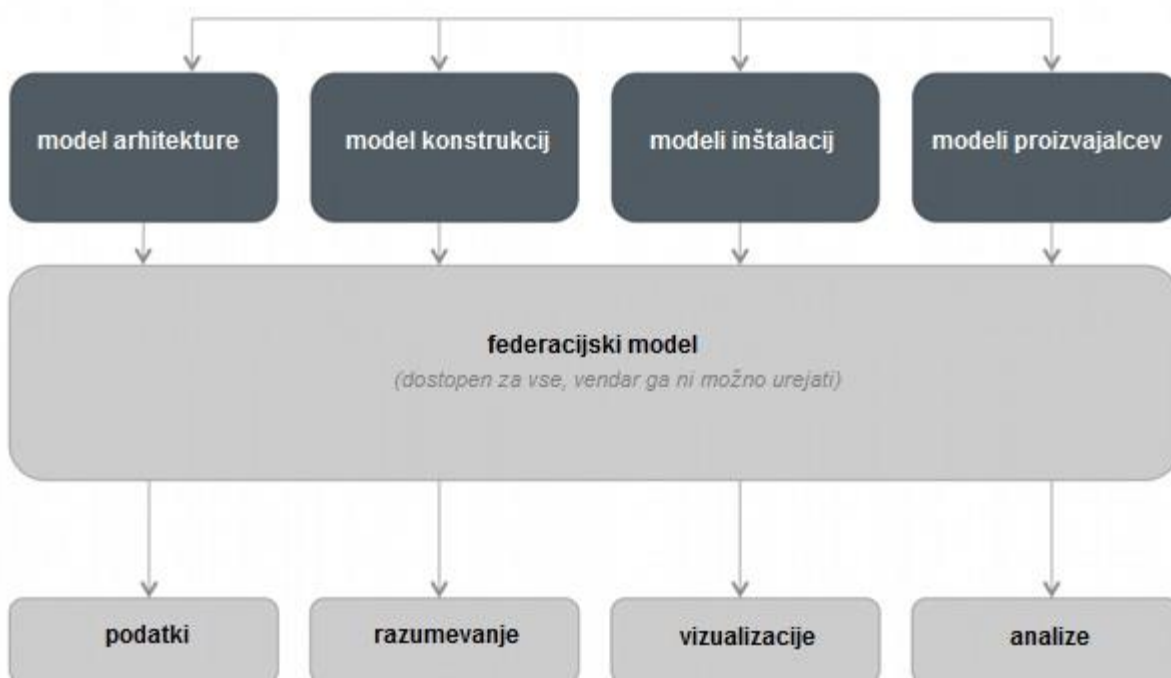 model arhitekture
model konstrukcij
modeli inštalacij
modeli proizvajalcev
federacijski model
(dostopen za vse, vendar ga ni možno urejati)
podatki
razumevanje
vizualizacije
analize